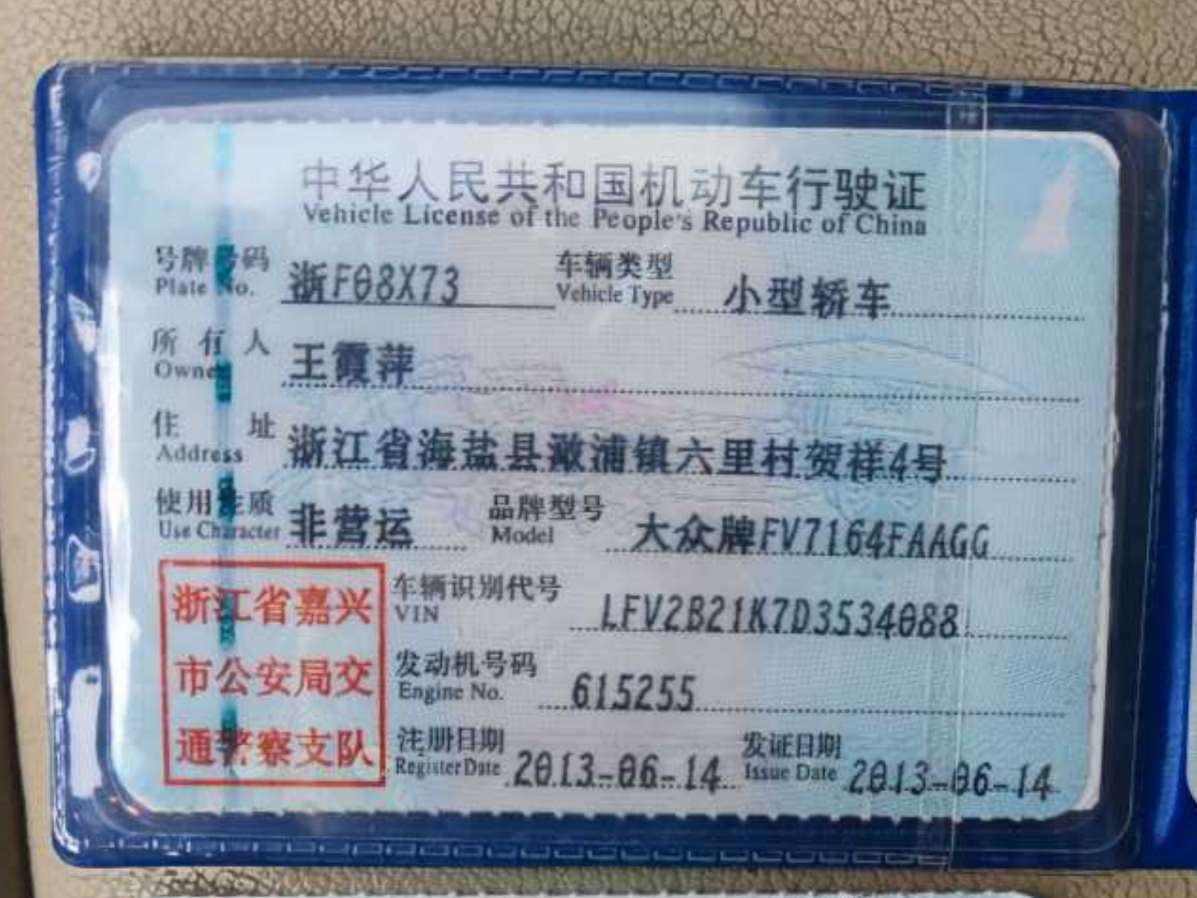 中华人民共和国机动车行驶证
Vehicle License of the People's Republic of China
号牌号码 浙F08X73 车辆类型 小型轿车
Plate No. Vehicle Type
所有人 王霞萍
Owner
住址 浙江省海盐县澉浦镇六里村贺祥4号
Address
使用性质 非营运 品牌型号 大众牌FV7164FAAGG
Use Character Model
浙江省嘉兴
市公安局交
通警察支队
车辆识别代号 LFV2B21K7D3534088
VIN
发动机号码 615255
Engine No.
注册日期 2013-06-14 发证日期 2013-06-14
Register Date Issue Date